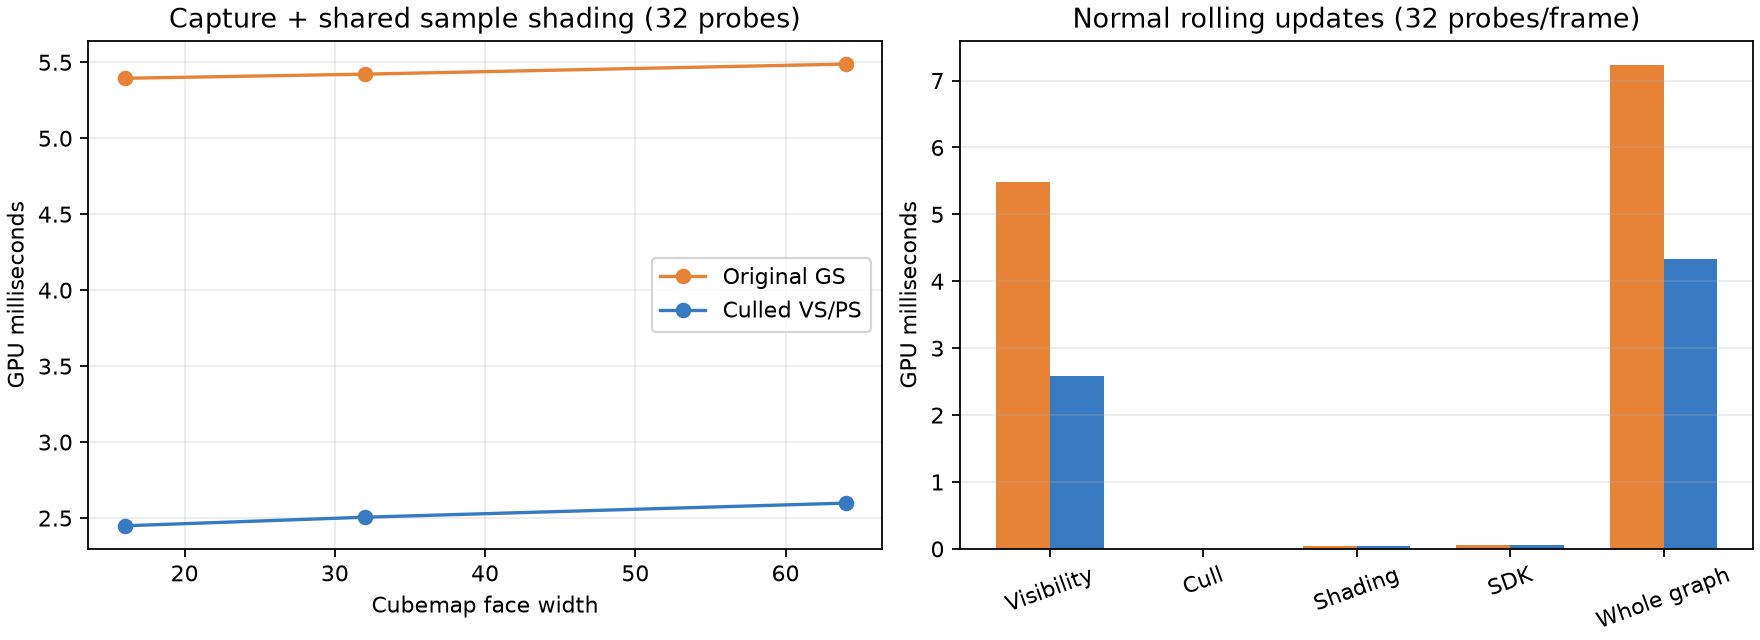 Capture + shared sample shading (32 probes)
GPU milliseconds
5.5
5.0
4.5
4.0
3.5
3.0
2.5
20
30
40
50
60
Cubemap face width
Original GS
Culled VS/PS
Normal rolling updates (32 probes/frame)
GPU milliseconds
7
6
5
4
3
2
1
0
Visibility
Cull
Shading
SDK
Whole graph